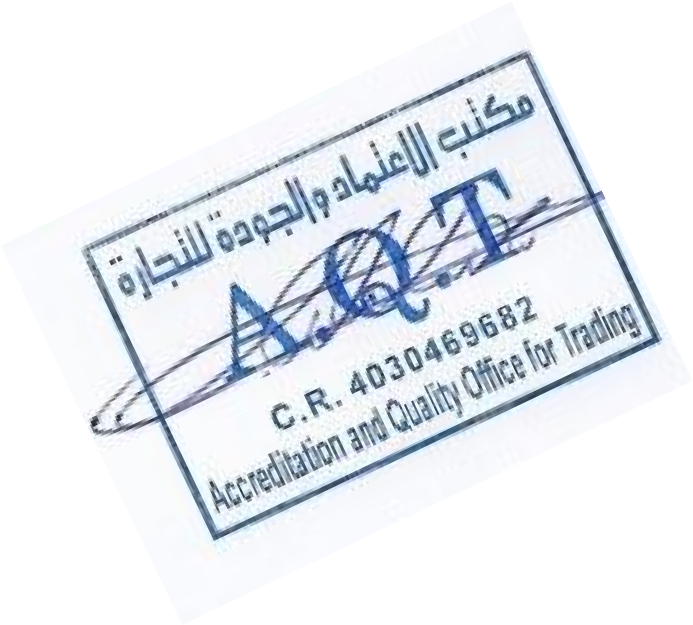 مكتب الاعتماد والجودة للتجارة
A.Q.T
C.R. 4030469682
Accreditation and Quality Office for Trading